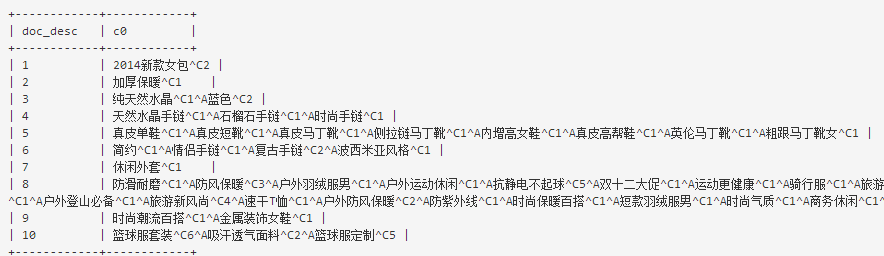 +------------+------------+
| doc_desc | c0 |
+------------+------------+
| 1 | 2014新款女包^C2 |
| 2 | 加厚保暖^C1 |
| 3 | 纯天然水晶^C1^A蓝色^C2 |
| 4 | 天然水晶手链^C1^A石榴石手链^C1^A时尚手链^C1 |
| 5 | 真皮单鞋^C1^A真皮短靴^C1^A真皮马丁靴^C1^A侧拉链马丁靴^C1^A内增高女鞋^C1^A真皮高帮鞋^C1^A英伦马丁靴^C1^A粗跟马丁靴女^C1 |
| 6 | 简约^C1^A情侣手链^C1^A复古手链^C2^A波西米亚风格^C1 |
| 7 | 休闲外套^C1 |
| 8 | 防滑耐磨^C1^A防风保暖^C3^A户外羽绒服男^C1^A户外运动休闲^C1^A抗静电不起球^C5^A双十二大促^C1^A运动更健康^C1^A骑行服^C1^A旅游
^C1^A户外登山必备^C1^A旅游新风尚^C4^A速干T恤^C1^A户外防风保暖^C2^A防紫外线^C1^A时尚保暖百搭^C1^A短款羽绒服男^C1^A时尚气质^C1^A商务休闲^C1^
| 9 | 时尚潮流百搭^C1^A金属装饰女鞋^C1 |
| 10 | 篮球服套装^C6^A吸汗透气面料^C2^A篮球服定制^C5 |
+------------+------------+